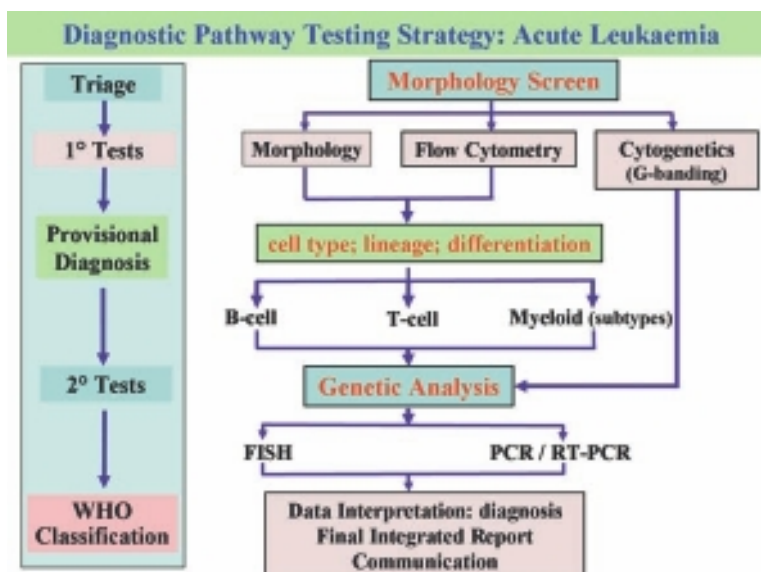 Diagnostic Pathway Testing Strategy: Acute Leukaemia
Triage
1° Tests
Provisional
Diagnosis
2° Tests
WHO
Classification
Morphology Screen
Morphology
Flow Cytometry
Cytogenetics
(G-banding)
cell type; lineage; differentiation
B-cell
T-cell
Myeloid (subtypes)
Genetic Analysis
FISH
PCR / RT-PCR
Data Interpretation: diagnosis
Final Integrated Report
Communication